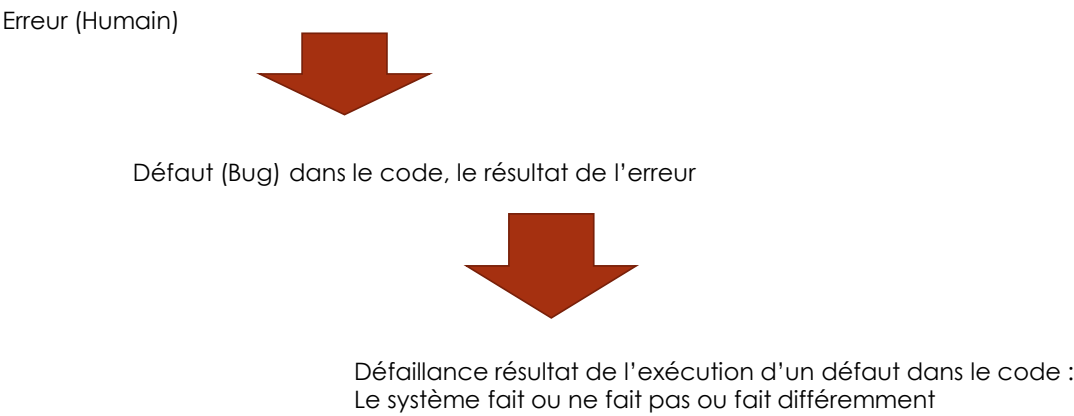 Erreur (Humain)
Défaut (Bug) dans le code, le résultat de l'erreur
Défaillance résultat de l'exécution d'un défaut dans le code :
Le système fait ou ne fait pas ou fait différemment